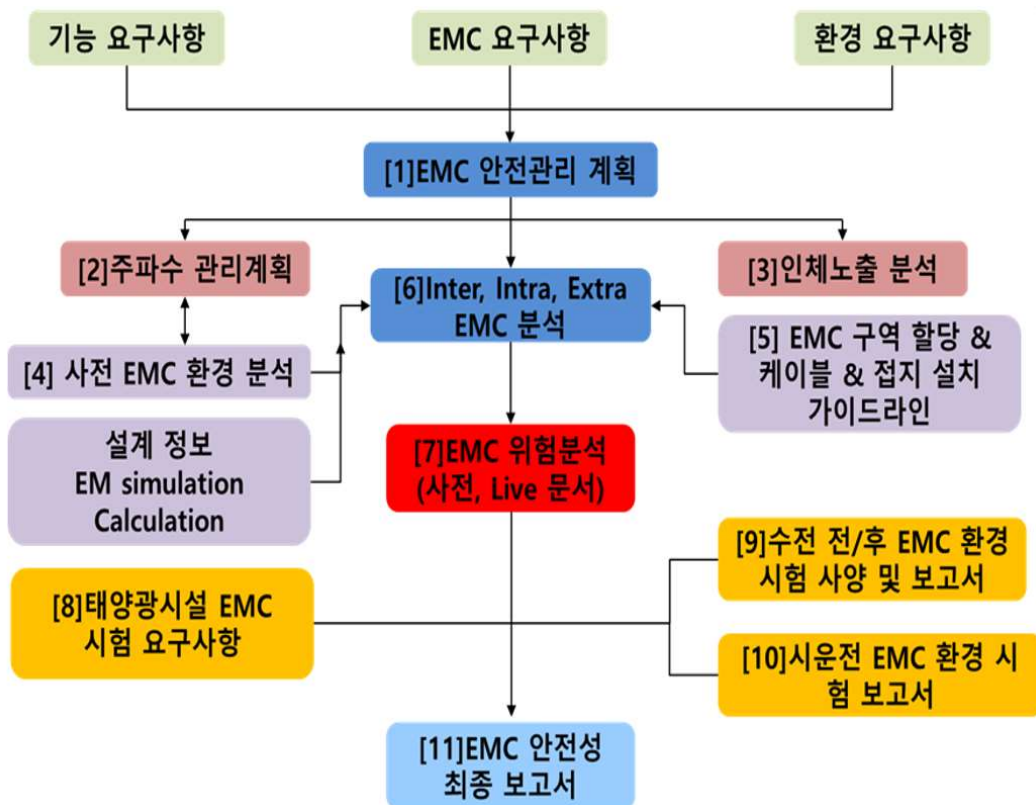 기능 요구사항
EMC 요구사항
환경 요구사항
[1]EMC 안전관리 계획
[2]주파수 관리계획
[3]인체노출 분석
[6]Inter, Intra, Extra
EMC 분석
[4] 사전 EMC 환경 분석
[5] EMC 구역 할당 &
케이블 & 접지 설치
가이드라인
설계 정보
EM simulation
Calculation
[7]EMC 위험분석
(사전, Live 문서)
[8]태양광시설 EMC
시험 요구사항
[9]수전 전/후 EMC 환경
시험 사양 및 보고서
[10]시운전 EMC 환경 시
험 보고서
[11]EMC 안전성
최종 보고서